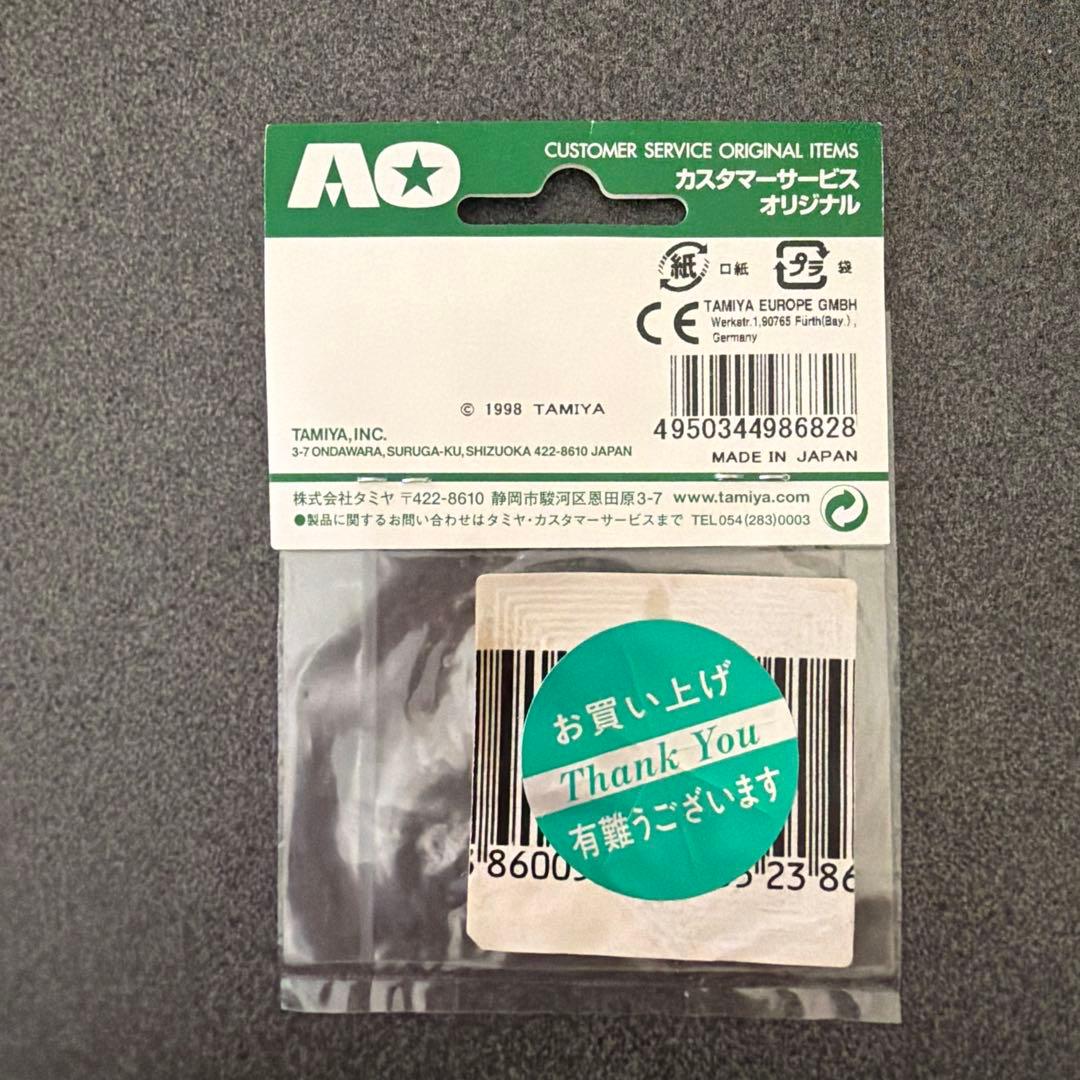 AO
CUSTOMER SERVICE ORIGINAL ITEMS
カスタマーサービス
オリジナル
紙 口紙 プラ 袋
CE
TAMIYA EUROPE GMBH
Werkstr.1,90765 Fürth(Bay.),
Germany
© 1998 TAMIYA
4950344986828
TAMIYA,INC.
3-7 ONDAWARA,SURUGA-KU,SHIZUOKA 422-8610 JAPAN
MADE IN JAPAN
株式会社タミヤ 〒422-8610 静岡市駿河区恩田原3-7 www.tamiya.com
●製品に関するお問い合わせはタミヤ・カスタマーサービスまで TEL054(283)0003
お買い上げ
Thank You
有難うございます
8600
23 86